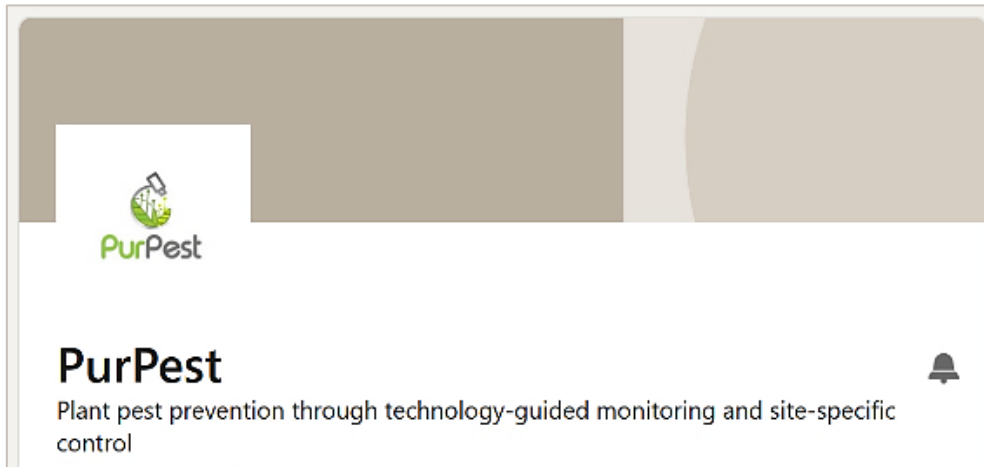 PurPest
PurPest
Plant pest prevention through technology-guided monitoring and site-specific
control